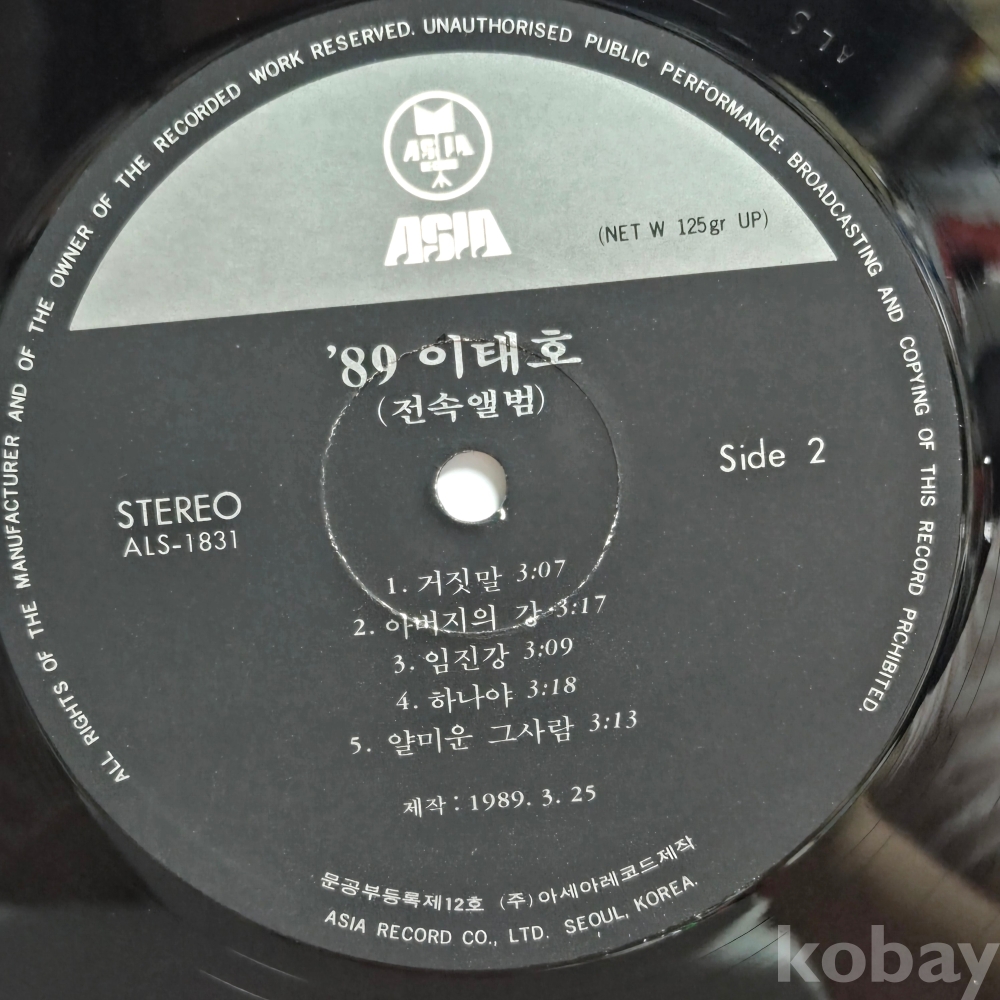 ALL RIGHTS OF THE MANUFACTURER AND OF THE OWNER OF THE RECORDED WORK RESERVED. UNAUTHORISED PUBLIC PERFORMANCE. BROADCASTING AND COPYING OF THIS RECORD PRCHIBITED.
ALS
ASIA
ASIA
(NET W 125gr UP)
'89 이태호
(전속앨범)
Side 2
STEREO
ALS-1831
1. 거짓말 3:07
2. 아버지의 강 3:17
3. 임진강 3:09
4. 하나야 3:18
5. 얄미운 그사람 3:13
제작 : 1989. 3. 25
문공부등록제12호 (주)아세아레코드제작
ASIA RECORD CO., LTD. SEOUL, KOREA.
kobay